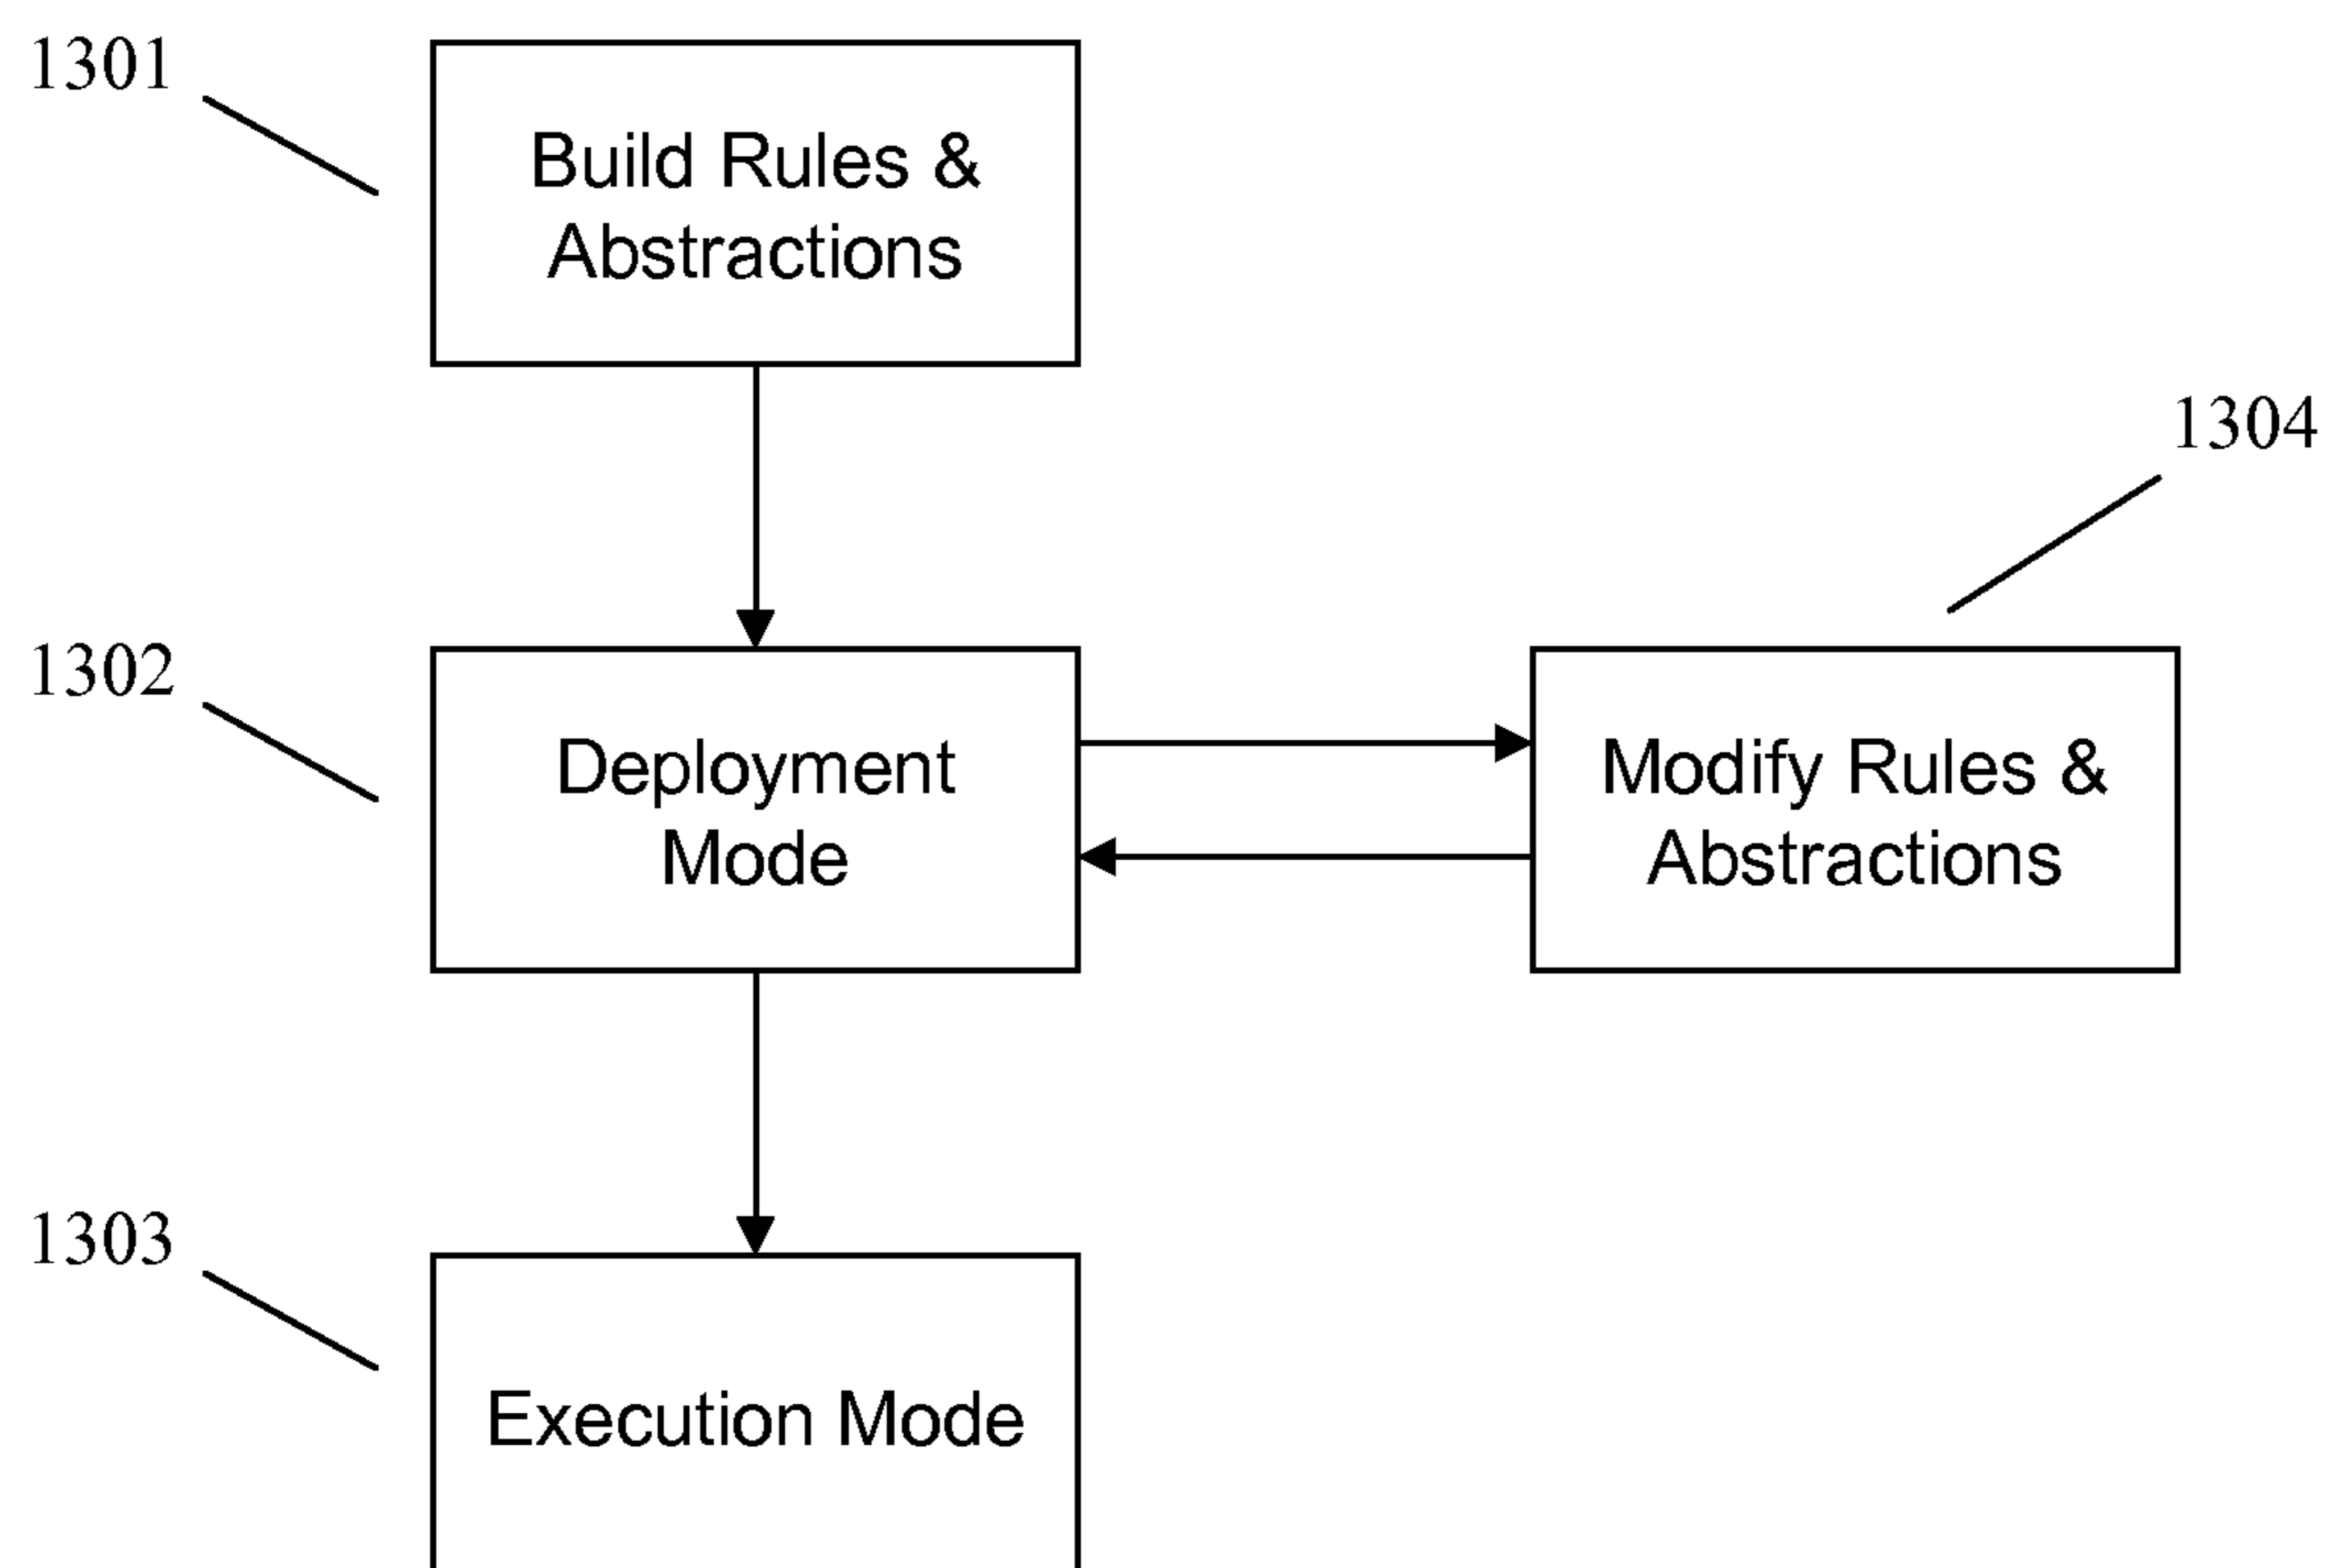 1301
Build Rules &
Abstractions
1304
1302
Deployment
Mode
Modify Rules &
Abstractions
1303
Execution Mode